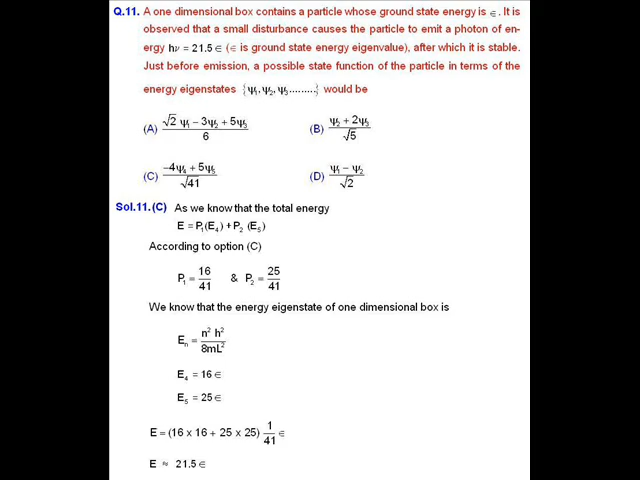 Q.11. A one dimensional box contains a particle whose ground state energy is ∈. It is
observed that a small disturbance causes the particle to emit a photon of en-
ergy hν = 21.5∈ (∈ is ground state energy eigenvalue), after which it is stable.
Just before emission, a possible state function of the particle in terms of the
energy eigenstates {ψ₁,ψ₂,ψ₃.........} would be
(A) (√2 ψ₁ − 3ψ₂ + 5ψ₃)/6 (B) (ψ₂ + 2ψ₃)/√5
(C) (−4ψ₄ + 5ψ₅)/√41 (D) (ψ₁ − ψ₂)/√2
Sol.11. (C) As we know that the total energy
E = P₁(E₄) + P₂ (E₅)
According to option (C)
P₁ = 16/41 & P₂ = 25/41
We know that the energy eigenstate of one dimensional box is
Eₙ = n² h²/8mL²
E₄ = 16 ∈
E₅ = 25 ∈
E = (16 x 16 + 25 x 25) 1/41 ∈
E ≈ 21.5 ∈